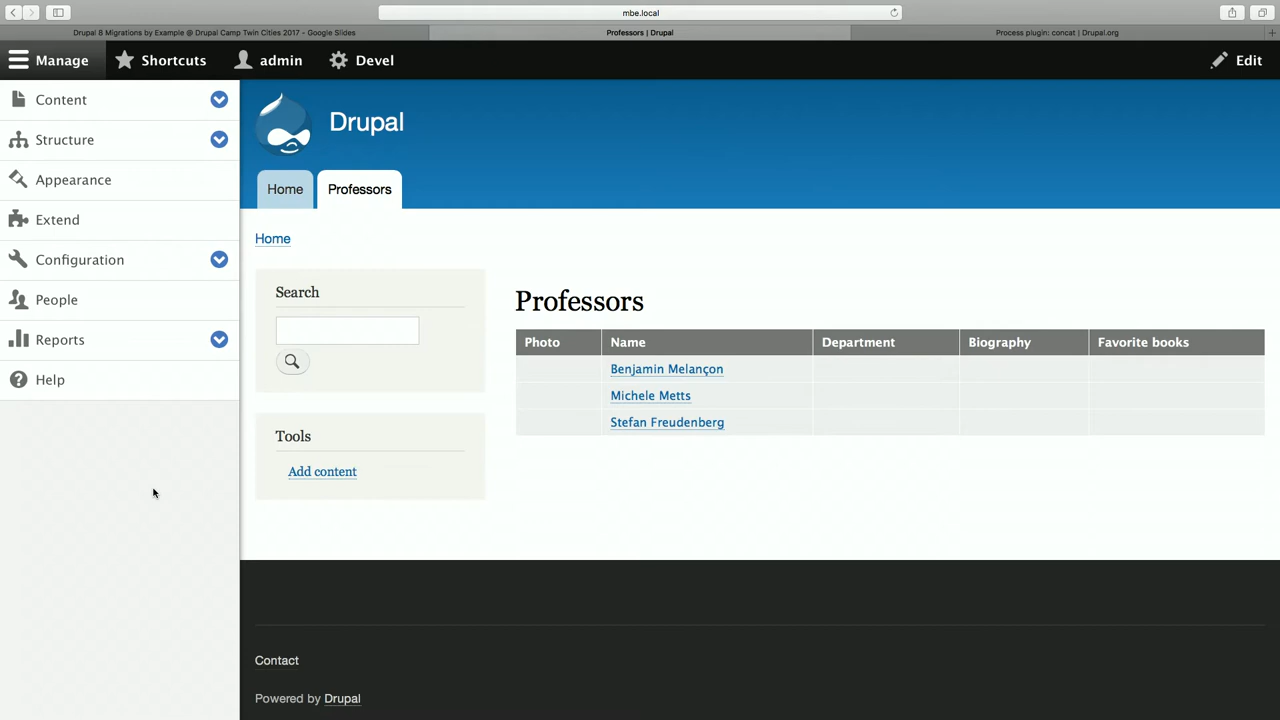 mbe.local
Drupal 8 Migrations by Example @ Drupal Camp Twin Cities 2017 - Google Slides
Professors | Drupal
Process plugin: concat | Drupal.org
Manage
Shortcuts
admin
Devel
Edit
Content
Structure
Appearance
Extend
Configuration
People
Reports
Help
Drupal
Home
Professors
Home
Search
Tools
Add content
Professors
Photo Name Department Biography Favorite books
Benjamin Melançon
Michele Metts
Stefan Freudenberg
Contact
Powered by Drupal